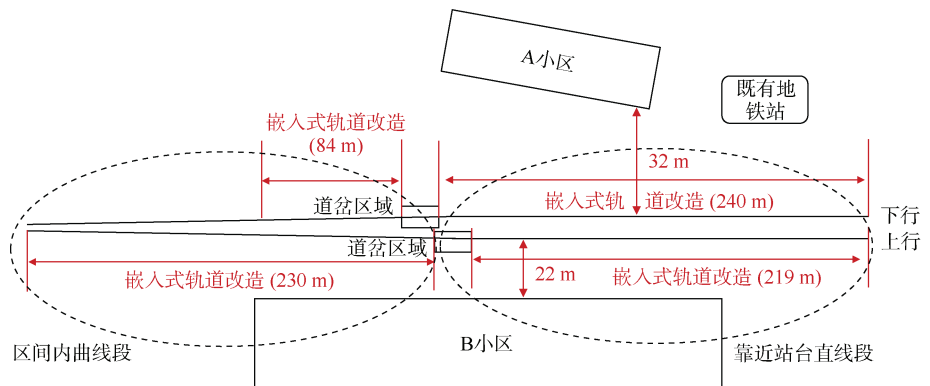 A小区
既有地
铁站
嵌入式轨道改造
(84 m)
32 m
道岔区域
嵌入式轨 道改造 (240 m)
下行
道岔区域
上行
嵌入式轨道改造 (230 m)
22 m
嵌入式轨道改造 (219 m)
区间内曲线段
B小区
靠近站台直线段